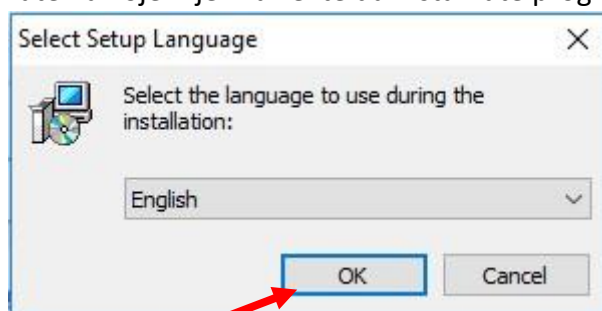 Select Setup Language
Select the language to use during the
installation:
English
OK
Cancel